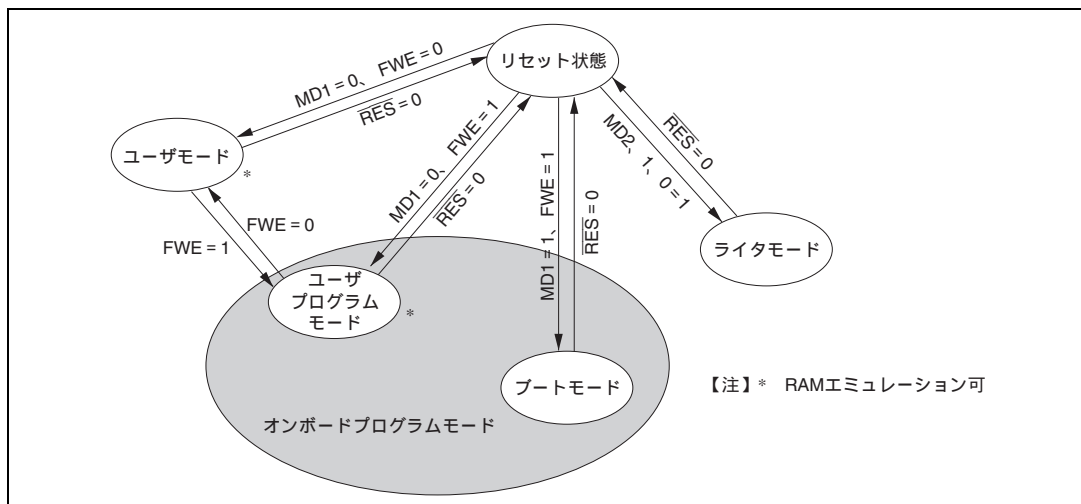 リセット状態
MD1 = 0、 FWE = 0
R̅E̅S̅ = 0
ユーザモード
*
MD1 = 0、 FWE = 1
R̅E̅S̅ = 0
MD1 = 1、 FWE = 1
R̅E̅S̅ = 0
R̅E̅S̅ = 0
MD2、 1、 0 = 1
ライタモード
FWE = 0
FWE = 1
ユーザ
プログラム
モード
*
ブートモード
【注】* RAMエミュレーション可
オンボードプログラムモード